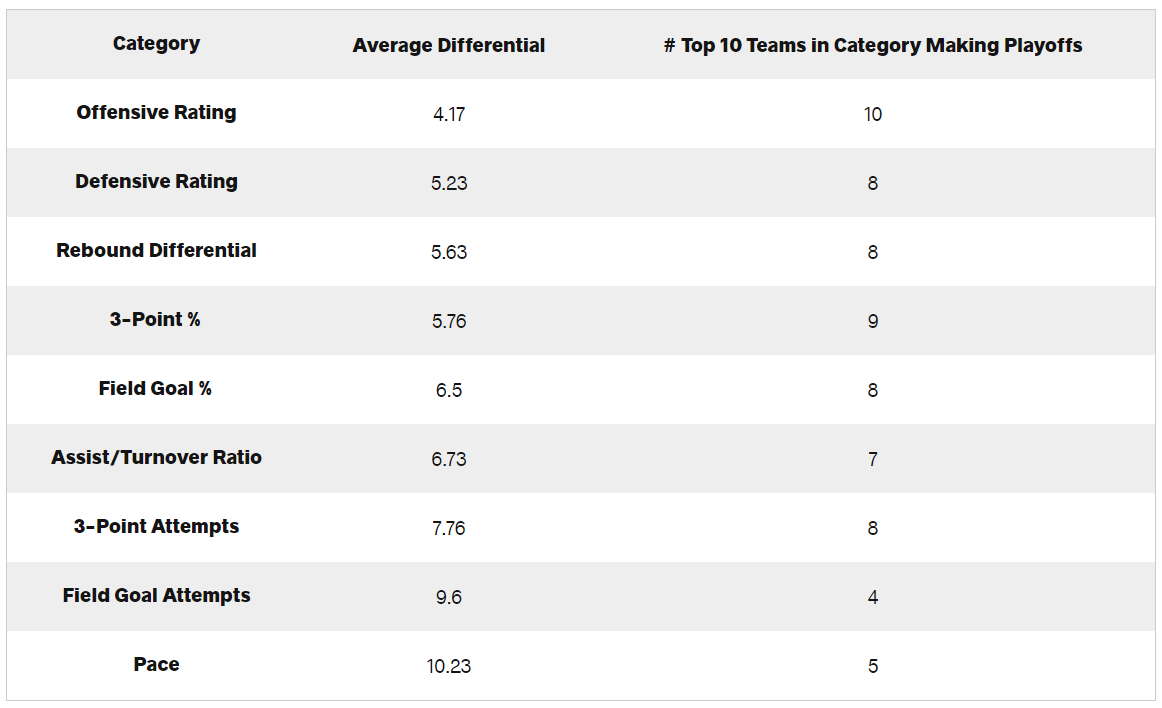 Category Average Differential # Top 10 Teams in Category Making Playoffs
Offensive Rating 4.17 10
Defensive Rating 5.23 8
Rebound Differential 5.63 8
3-Point % 5.76 9
Field Goal % 6.5 8
Assist/Turnover Ratio 6.73 7
3-Point Attempts 7.76 8
Field Goal Attempts 9.6 4
Pace 10.23 5